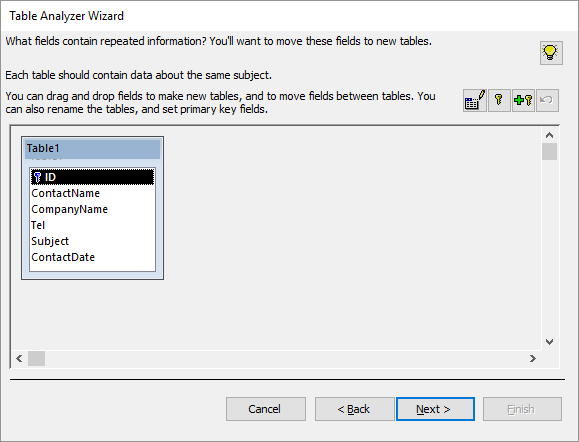 Table Analyzer Wizard
What fields contain repeated information? You'll want to move these fields to new tables.
Each table should contain data about the same subject.
You can drag and drop fields to make new tables, and to move fields between tables. You
can also rename the tables, and set primary key fields.
Table1
ID
ContactName
CompanyName
Tel
Subject
ContactDate
Cancel
< Back
Next >
Finish